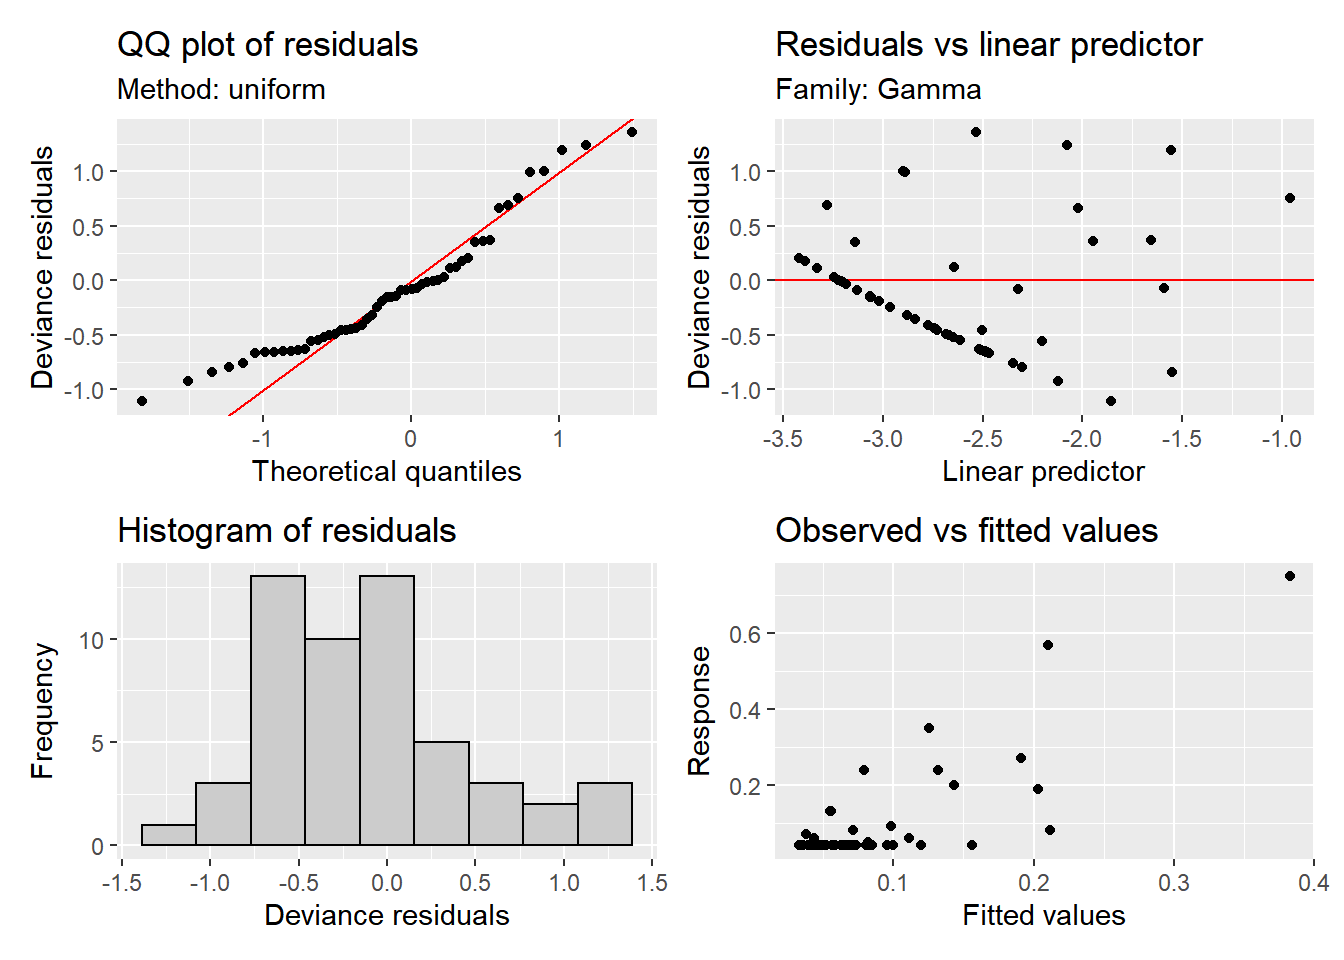 QQ plot of residuals
Method: uniform
Deviance residuals
1.0
0.5
0.0
-0.5
-1.0
-1
0
1
Theoretical quantiles
Residuals vs linear predictor
Family: Gamma
Deviance residuals
1.0
0.5
0.0
-0.5
-1.0
-3.5
-3.0
-2.5
-2.0
-1.5
-1.0
Linear predictor
Histogram of residuals
Frequency
10
5
0
-1.5
-1.0
-0.5
0.0
0.5
1.0
1.5
Deviance residuals
Observed vs fitted values
Response
0.6
0.4
0.2
0.1
0.2
0.3
0.4
Fitted values